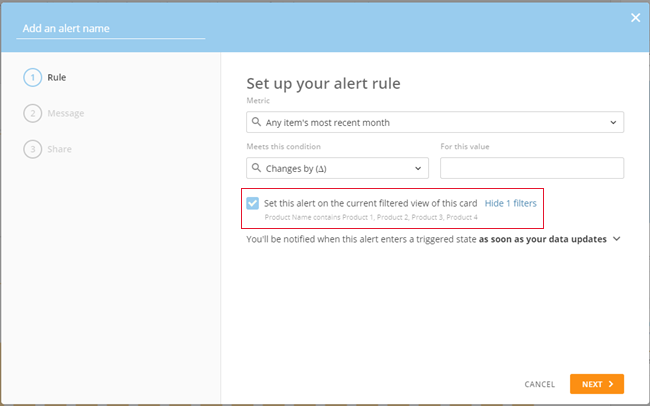 Add an alert name
1 Rule
2 Message
3 Share
Set up your alert rule
Metric
Any item's most recent month
Meets this condition
For this value
Changes by (Δ)
Set this alert on the current filtered view of this card Hide 1 filters
Product Name contains Product 1, Product 2, Product 3, Product 4
You'll be notified when this alert enters a triggered state as soon as your data updates
CANCEL
NEXT